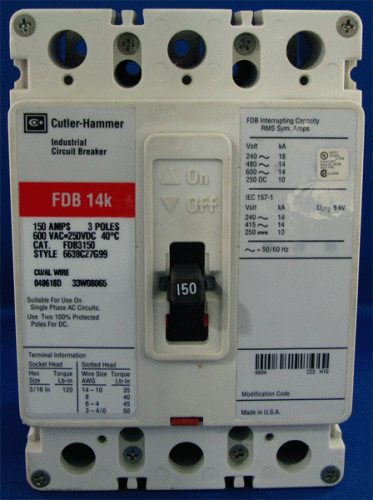 Cutler-Hammer
Industrial
Circuit Breaker
FDB 14k
150 AMPS 3 POLES
600 VAC•250VDC 40°C
CAT. FDB3150
STYLE 6638C27G99
CU/AL WIRE
040618D 33W08065
Suitable For Use On
Single Phase AC Circuits.
Use Two 100% Protected
Poles For DC.
Terminal Information
Socket Head Slotted Head
Hex Torque Wire Size Torque
Size Lb-In AWG Lb-In
3/16 In 120 14-10 35
8 40
6-4 45
3-4/0 50
On
OFF
150
FDB Interrupting Capacity
RMS Sym. Amps
Volt kA
240 ~ 18
480 ~ 14
600 ~ 14
250 DC 10
IEC 157-1
Volt kA
240 ~ 18
415 ~ 14
250 10
~ = 50/60 Hz
Modification Code
Made in U.S.A.